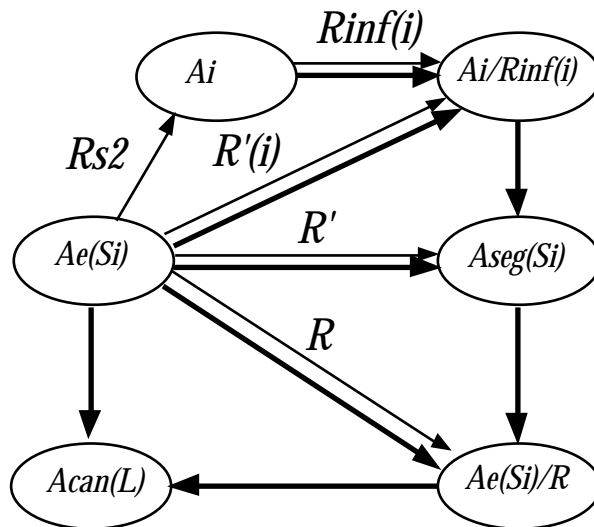 Rinf(i)
Ai
Ai/Rinf(i)
Rs2
R'(i)
R'
Ae(Si)
Aseg(Si)
R
Acan(L)
Ae(Si)/R